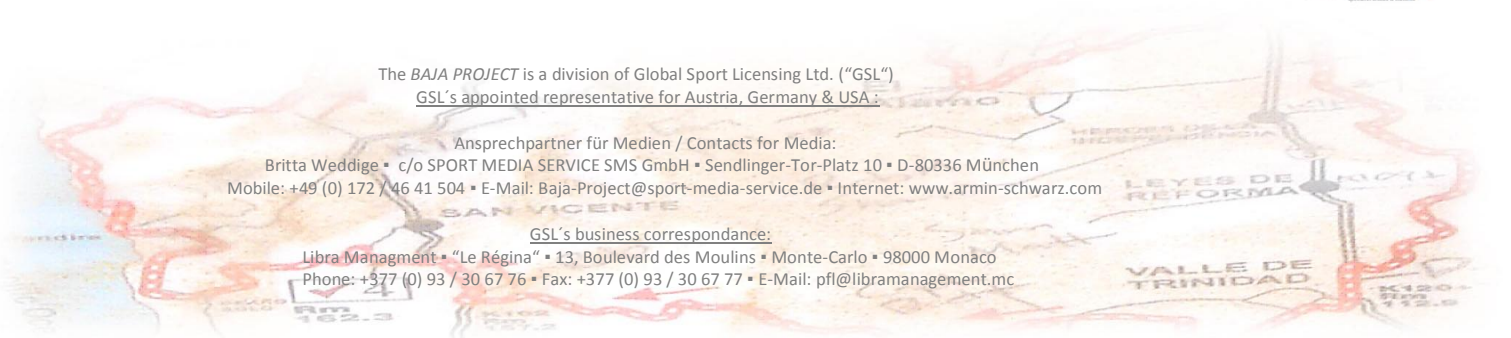 The BAJA PROJECT is a division of Global Sport Licensing Ltd. (“GSL“)
GSL´s appointed representative for Austria, Germany & USA :
Alamo
Ansprechpartner für Medien / Contacts for Media:
Britta Weddige ▪ c/o SPORT MEDIA SERVICE SMS GmbH ▪ Sendlinger-Tor-Platz 10 ▪ D-80336 München
Mobile: +49 (0) 172 / 46 41 504 ▪ E-Mail: Baja-Project@sport-media-service.de ▪ Internet: www.armin-schwarz.com
LEYES DE
REFORMA
SAN VICENTE
GSL´s business correspondance:
Libra Managment ▪ “Le Régina“ ▪ 13, Boulevard des Moulins ▪ Monte-Carlo ▪ 98000 Monaco
Phone: +377 (0) 93 / 30 67 76 ▪ Fax: +377 (0) 93 / 30 67 77 ▪ E-Mail: pfl@libramanagement.mc
VALLE DE
TRINIDAD
4
Rm
162.3